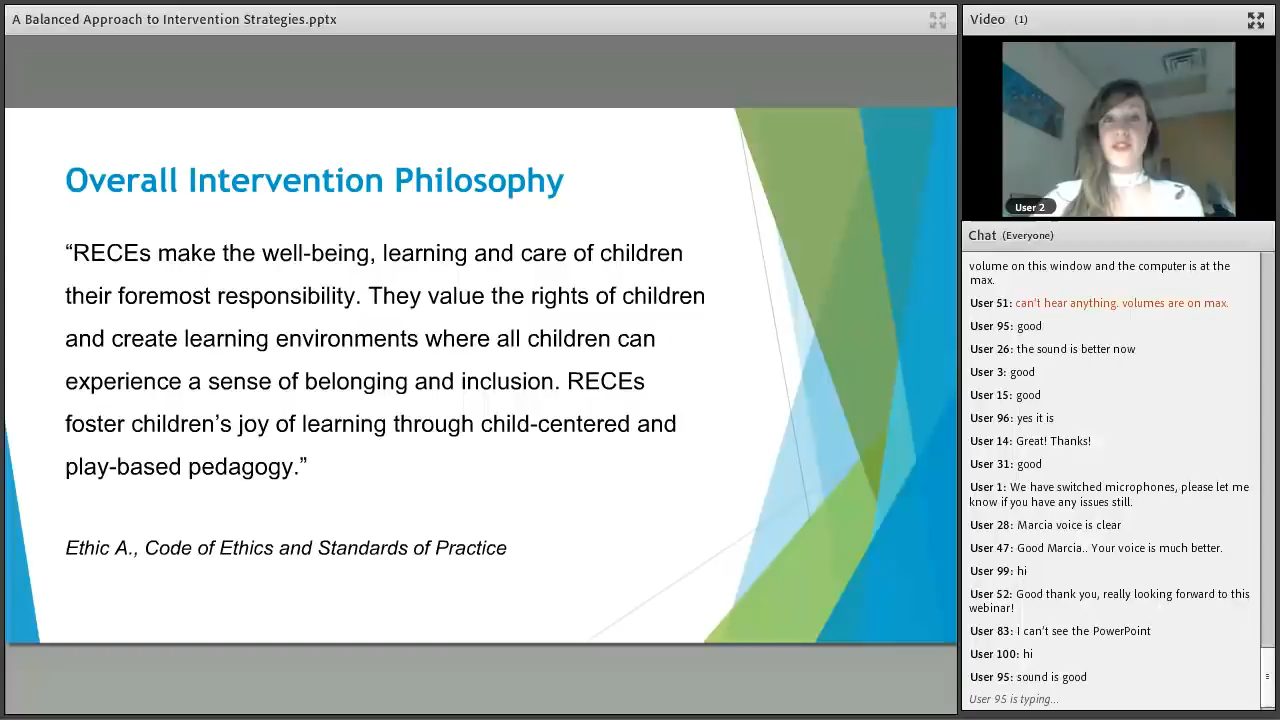 A Balanced Approach to Intervention Strategies.pptx
Overall Intervention Philosophy
“RECEs make the well-being, learning and care of children
their foremost responsibility. They value the rights of children
and create learning environments where all children can
experience a sense of belonging and inclusion. RECEs
foster children’s joy of learning through child-centered and
play-based pedagogy.”
Ethic A., Code of Ethics and Standards of Practice
Video (1)
User 2
Chat (Everyone)
volume on this window and the computer is at the
max.
User 51: can't hear anything. volumes are on max.
User 95: good
User 26: the sound is better now
User 3: good
User 15: good
User 96: yes it is
User 14: Great! Thanks!
User 31: good
User 1: We have switched microphones, please let me
know if you have any issues still.
User 28: Marcia voice is clear
User 47: Good Marcia.. Your voice is much better.
User 99: hi
User 52: Good thank you, really looking forward to this
webinar!
User 83: I can't see the PowerPoint
User 100: hi
User 95: sound is good
User 95 is typing...